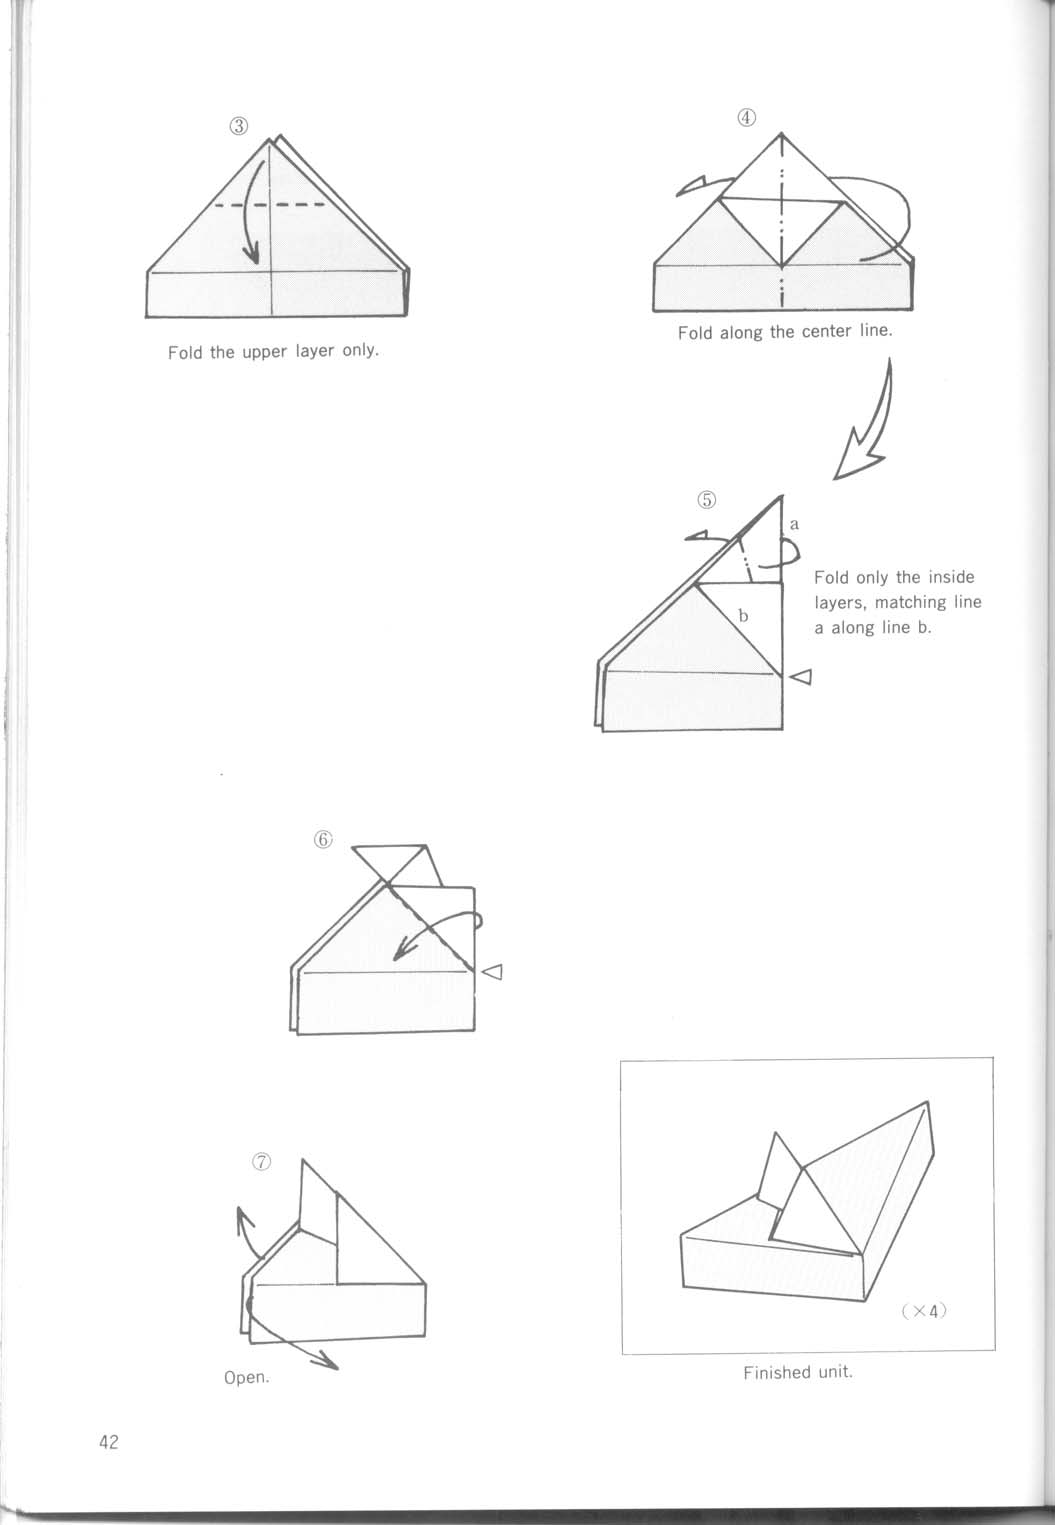 ③
Fold the upper layer only.
④
Fold along the center line.
⑤
a
b
Fold only the inside
layers, matching line
a along line b.
⑥
⑦
Open.
(×4)
Finished unit.
42